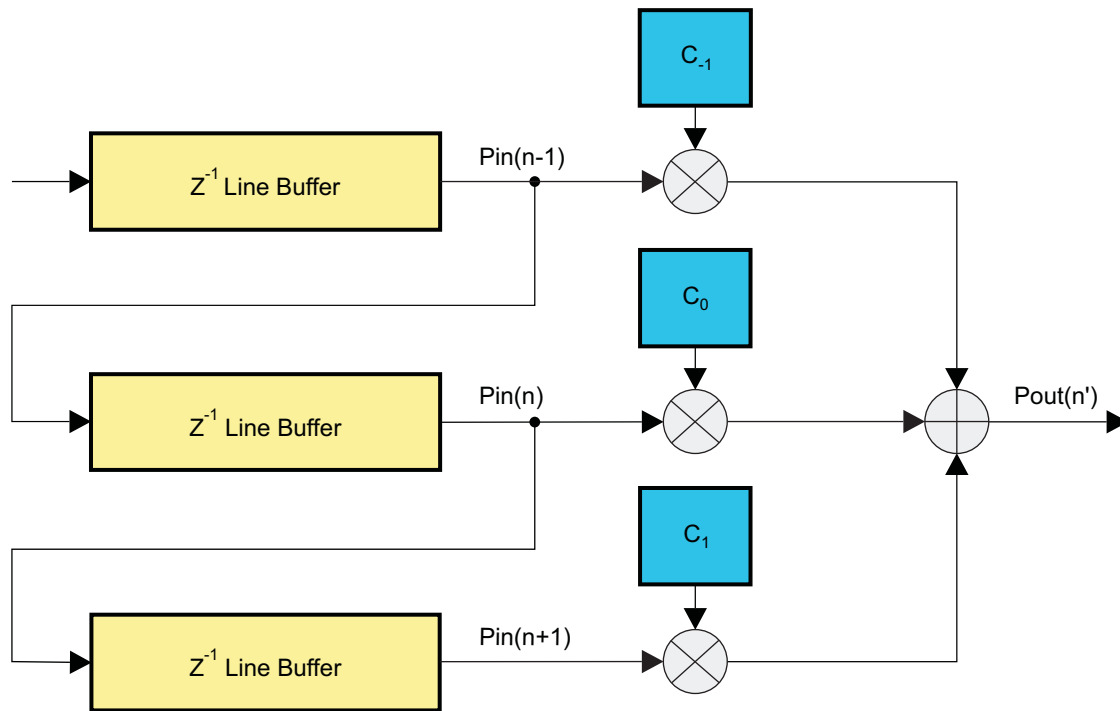 C₋₁
Pin(n-1)
Z⁻¹ Line Buffer
C₀
Pin(n)
Pout(n')
Z⁻¹ Line Buffer
C₁
Pin(n+1)
Z⁻¹ Line Buffer